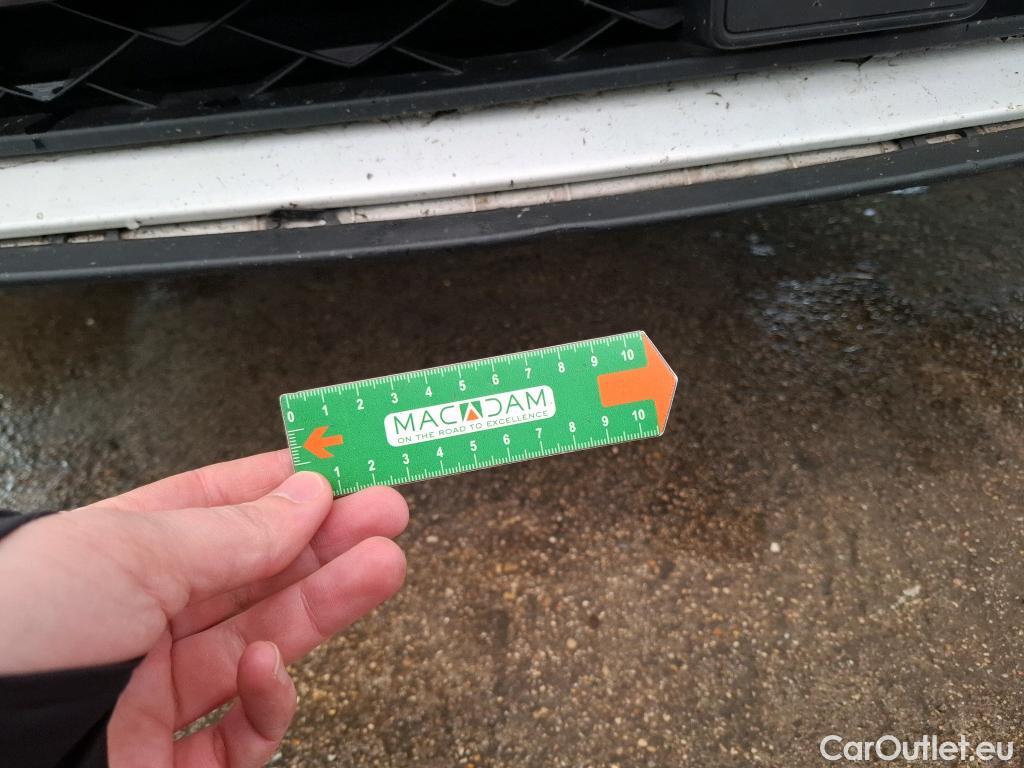 0 1 2 3 4 5 6 7 8 9 10
MACADAM
ON THE ROAD TO EXCELLENCE
1 2 3 4 5 6 7 8 9 10
CarOutlet.eu